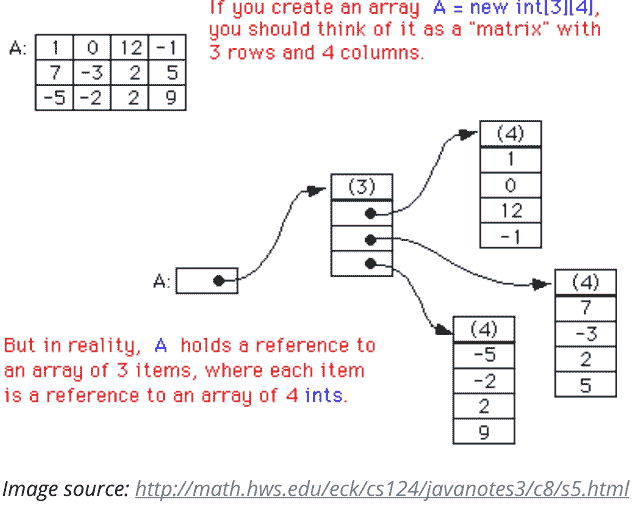 If you create an array A = new int[3][4],
you should think of it as a "matrix" with
3 rows and 4 columns.
A:
1 0 12 -1
7 -3 2 5
-5 -2 2 9
A:
(3)
(4)
1
0
12
-1
(4)
7
-3
2
5
(4)
-5
-2
2
9
But in reality, A holds a reference to
an array of 3 items, where each item
is a reference to an array of 4 ints.
Image source: http://math.hws.edu/eck/cs124/javanotes3/c8/s5.html